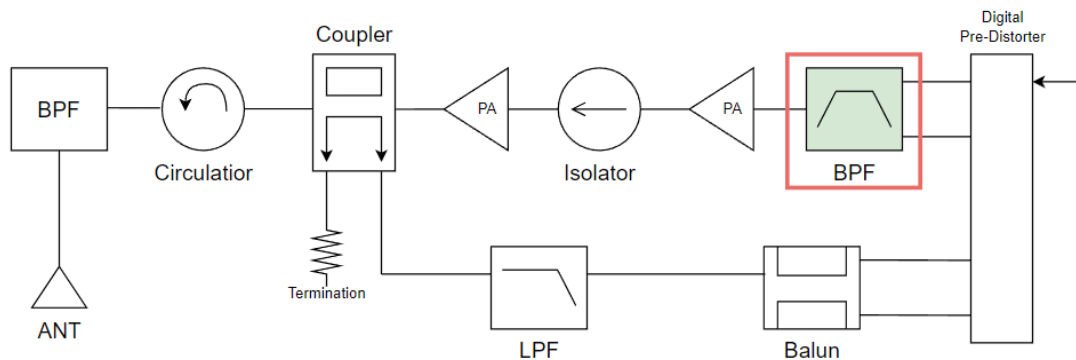 Digital
Pre-Distorter
Coupler
BPF
PA
PA
Circulatior
Isolator
BPF
Termination
ANT
LPF
Balun